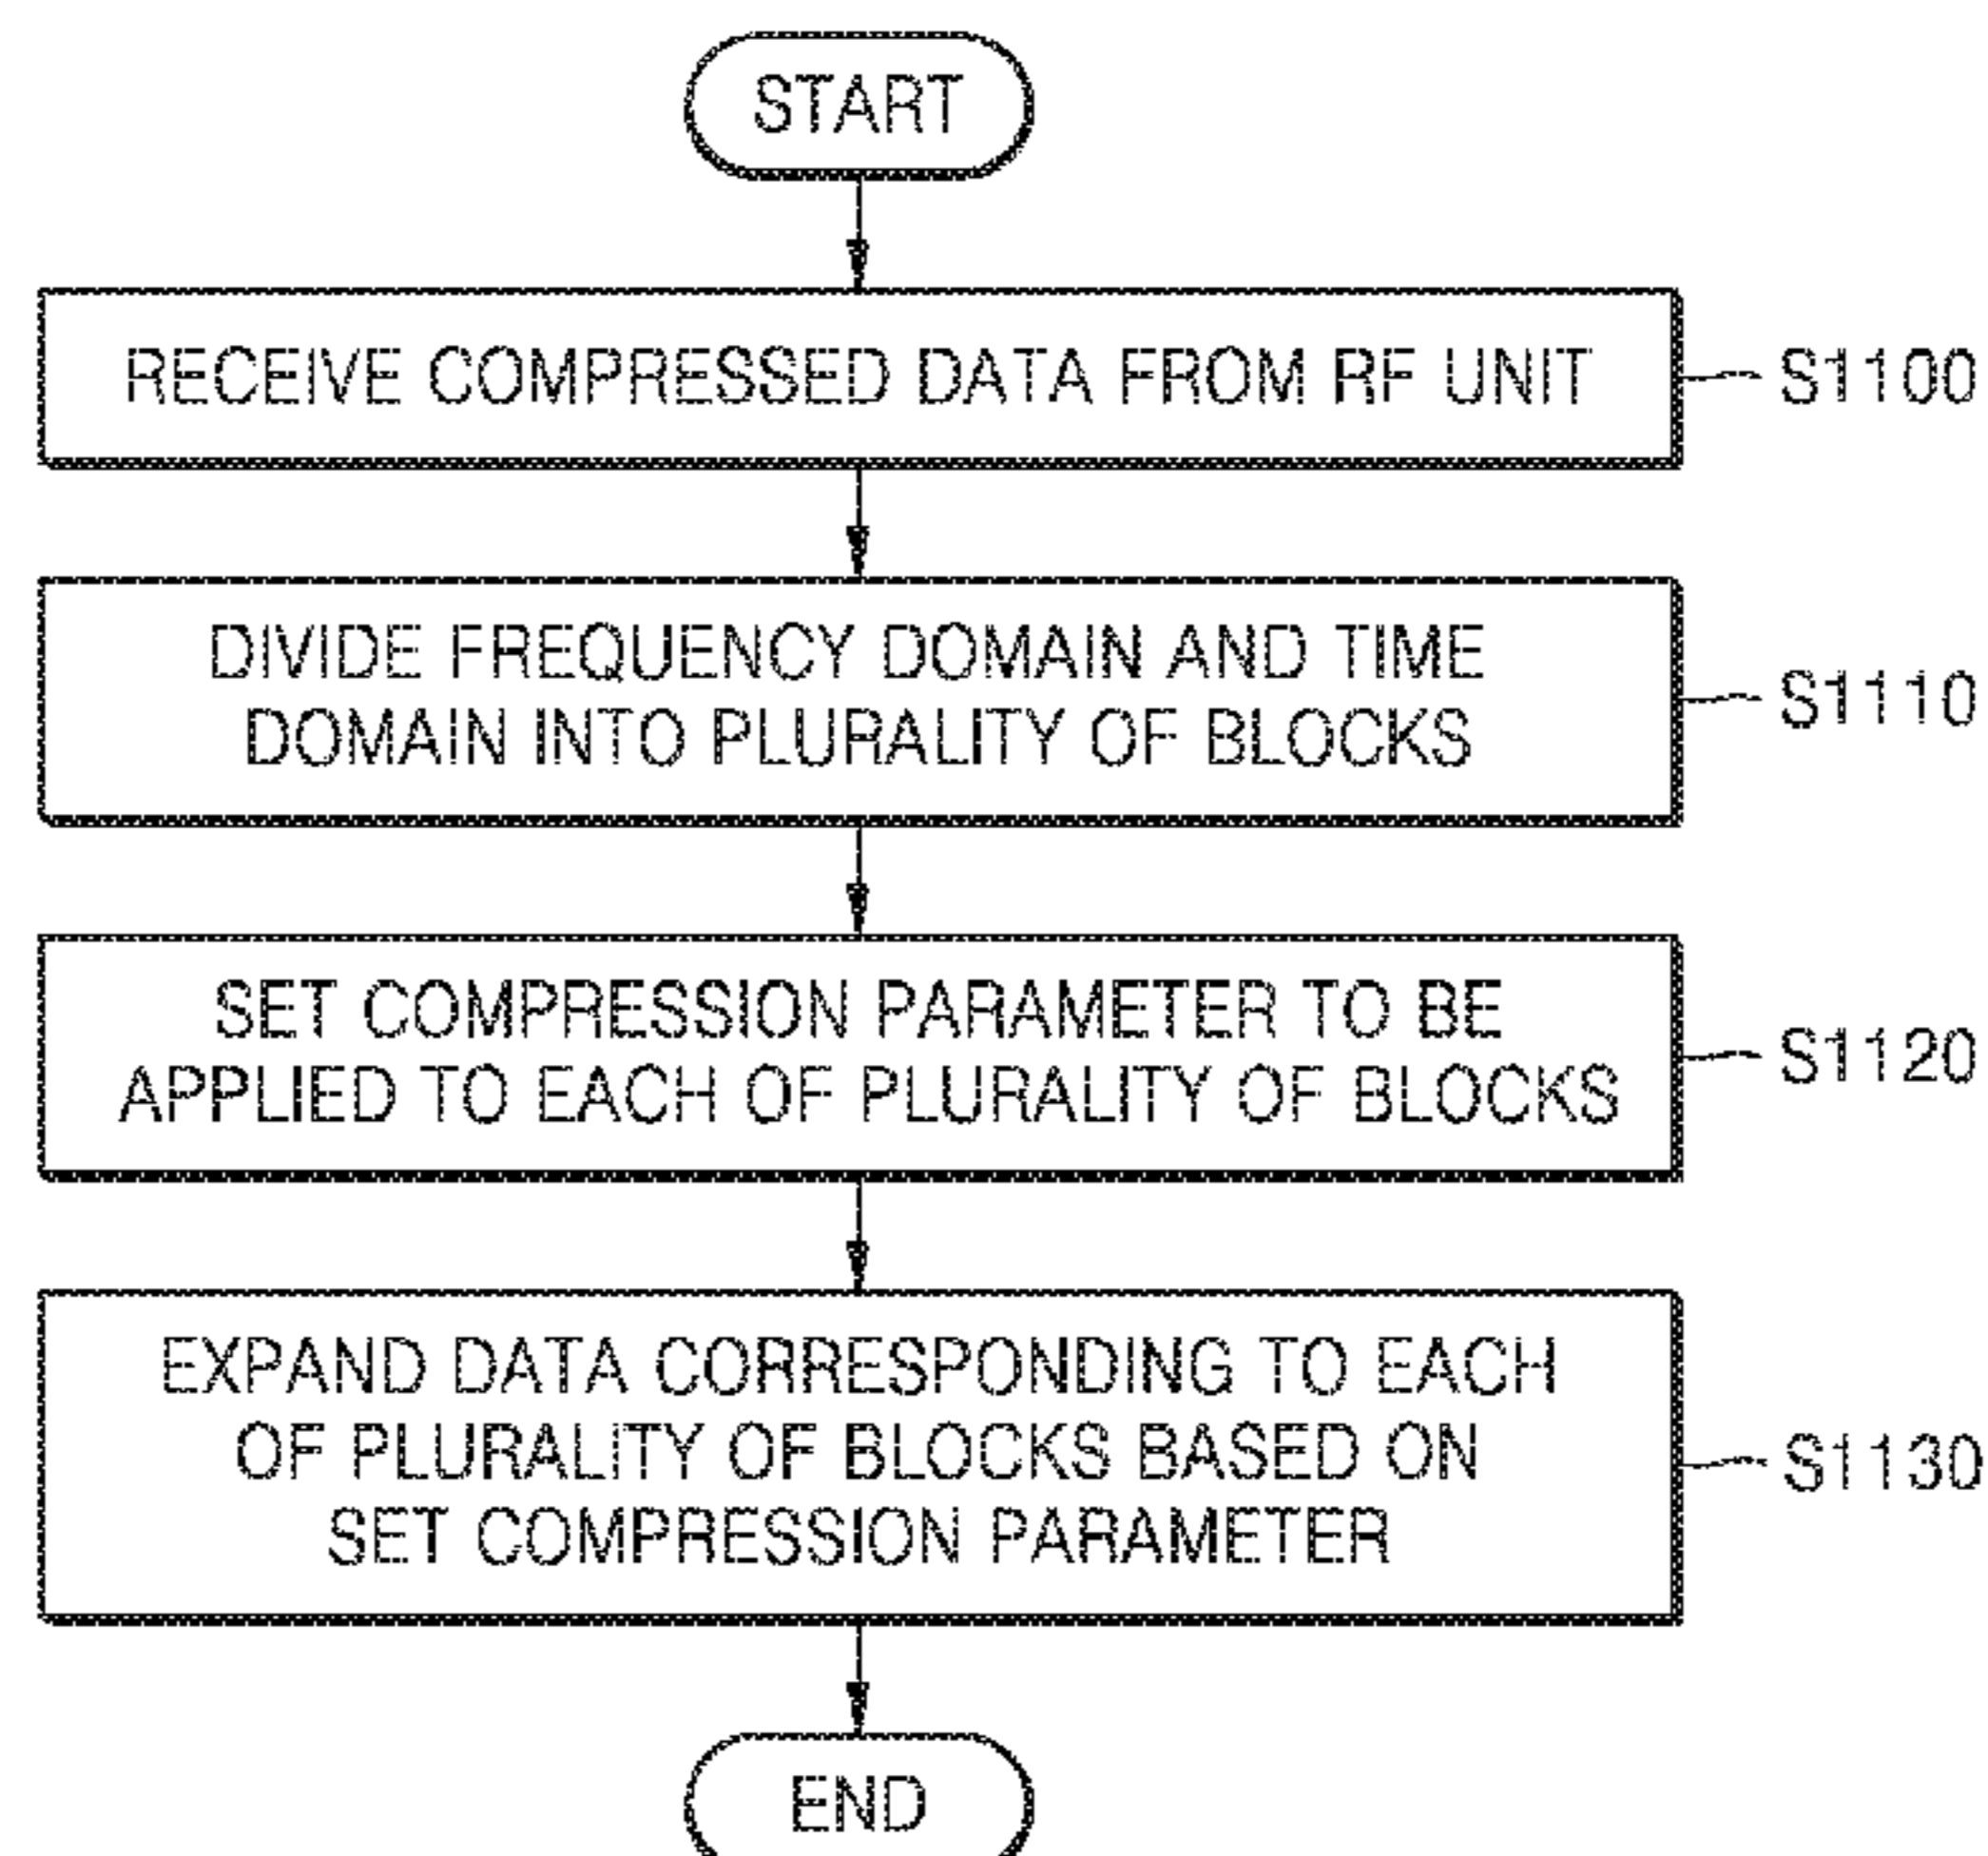 START
RECEIVE COMPRESSED DATA FROM RF UNIT
S1100
DIVIDE FREQUENCY DOMAIN AND TIME
DOMAIN INTO PLURALITY OF BLOCKS
S1110
SET COMPRESSION PARAMETER TO BE
APPLIED TO EACH OF PLURALITY OF BLOCKS
S1120
EXPAND DATA CORRESPONDING TO EACH
OF PLURALITY OF BLOCKS BASED ON
SET COMPRESSION PARAMETER
S1130
END